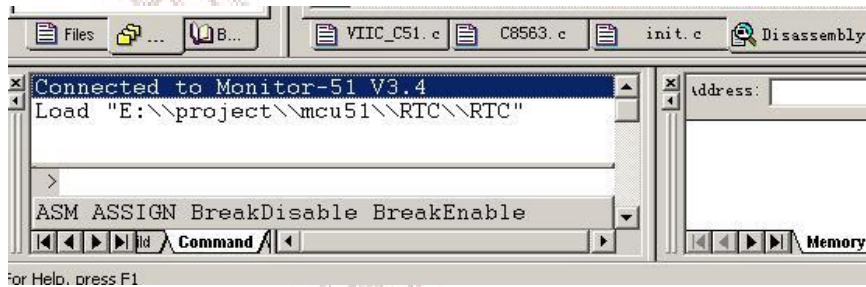 Files ... B...
VIIC_C51.c C8563.c init.c Disassembly
Connected to Monitor-51 V3.4
Load "E:\\project\\mcu51\\RTC\\RTC"
>
ASM ASSIGN BreakDisable BreakEnable
ild Command
Address:
Memory
For Help, press F1